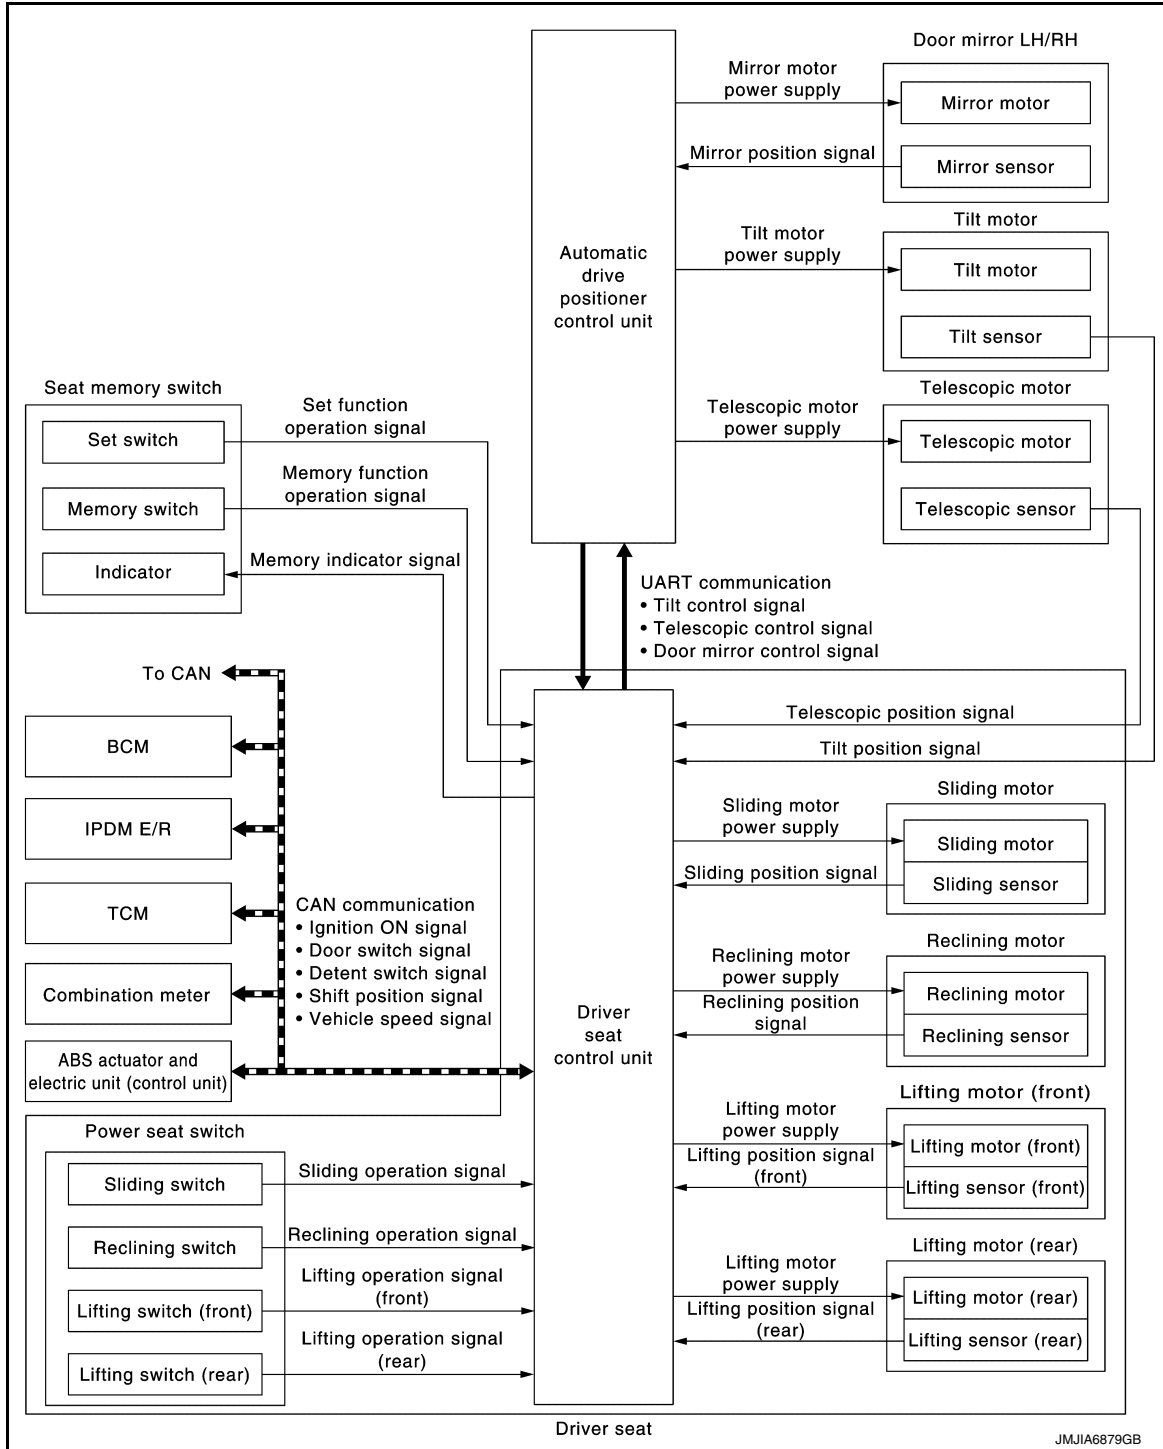 Door mirror LH/RH
Mirror motor
power supply
Mirror motor
Mirror position signal
Mirror sensor
Tilt motor
Tilt motor
power supply
Tilt motor
Tilt sensor
Automatic
drive
positioner
control unit
Telescopic motor
Telescopic motor
power supply
Telescopic motor
Telescopic sensor
Seat memory switch
Set switch
Set function
operation signal
Memory switch
Memory function
operation signal
Indicator
Memory indicator signal
UART communication
• Tilt control signal
• Telescopic control signal
• Door mirror control signal
To CAN
BCM
IPDM E/R
TCM
Combination meter
ABS actuator and
electric unit (control unit)
CAN communication
• Ignition ON signal
• Door switch signal
• Detent switch signal
• Shift position signal
• Vehicle speed signal
Telescopic position signal
Tilt position signal
Sliding motor
Sliding motor
power supply
Sliding motor
Sliding position signal
Sliding sensor
Reclining motor
Reclining motor
power supply
Reclining motor
Reclining position
signal
Reclining sensor
Driver
seat
control unit
Lifting motor (front)
Lifting motor
power supply
Lifting motor (front)
Lifting position signal
(front)
Lifting sensor (front)
Lifting motor (rear)
Lifting motor
power supply
Lifting motor (rear)
Lifting position signal
(rear)
Lifting sensor (rear)
Power seat switch
Sliding switch
Sliding operation signal
Reclining switch
Reclining operation signal
Lifting switch (front)
Lifting operation signal
(front)
Lifting switch (rear)
Lifting operation signal
(rear)
Driver seat
JMJIA6879GB